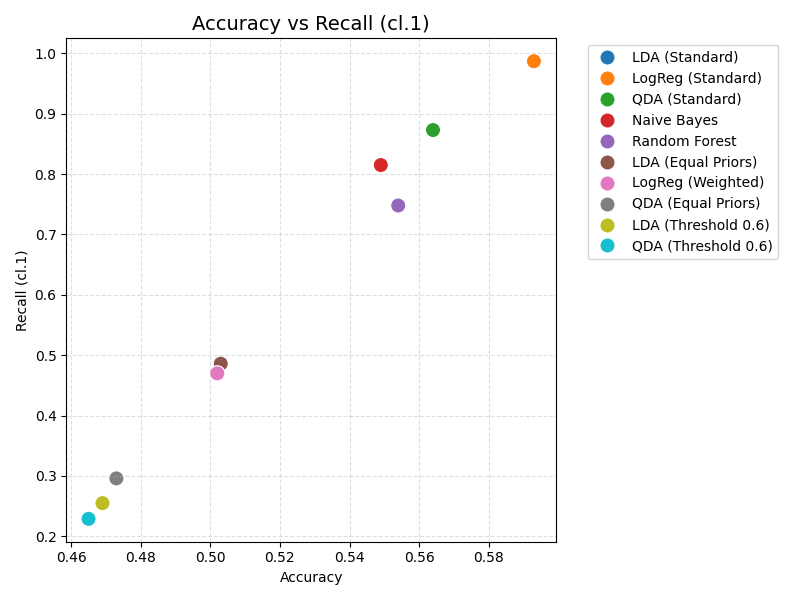 Accuracy vs Recall (cl.1)
1.0
0.9
0.8
0.7
0.6
0.5
0.4
0.3
0.2
Recall (cl.1)
0.46
0.48
0.50
0.52
0.54
0.56
0.58
Accuracy
LDA (Standard)
LogReg (Standard)
QDA (Standard)
Naive Bayes
Random Forest
LDA (Equal Priors)
LogReg (Weighted)
QDA (Equal Priors)
LDA (Threshold 0.6)
QDA (Threshold 0.6)